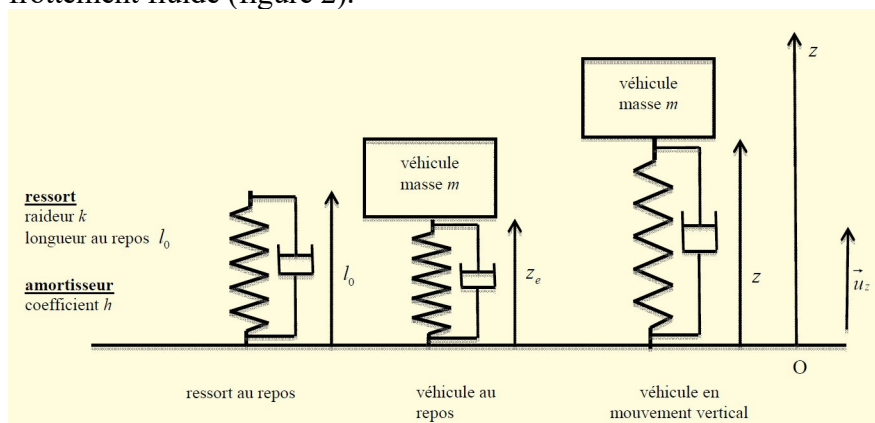 frottement fluide (figure 2).
z
véhicule
masse m
véhicule
masse m
ressort
raideur k
longueur au repos l₀
amortisseur
coefficient h
l₀
zₑ
z
u⃗z
O
ressort au repos
véhicule au
repos
véhicule en
mouvement vertical